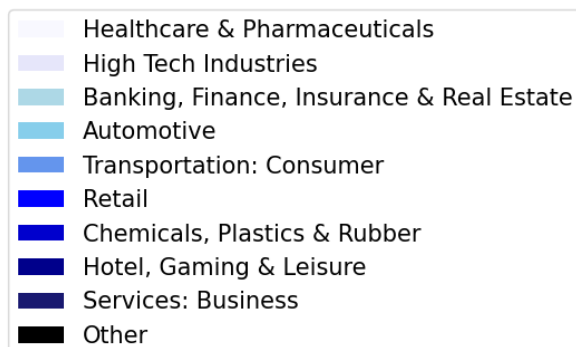 Healthcare & Pharmaceuticals
High Tech Industries
Banking, Finance, Insurance & Real Estate
Automotive
Transportation: Consumer
Retail
Chemicals, Plastics & Rubber
Hotel, Gaming & Leisure
Services: Business
Other